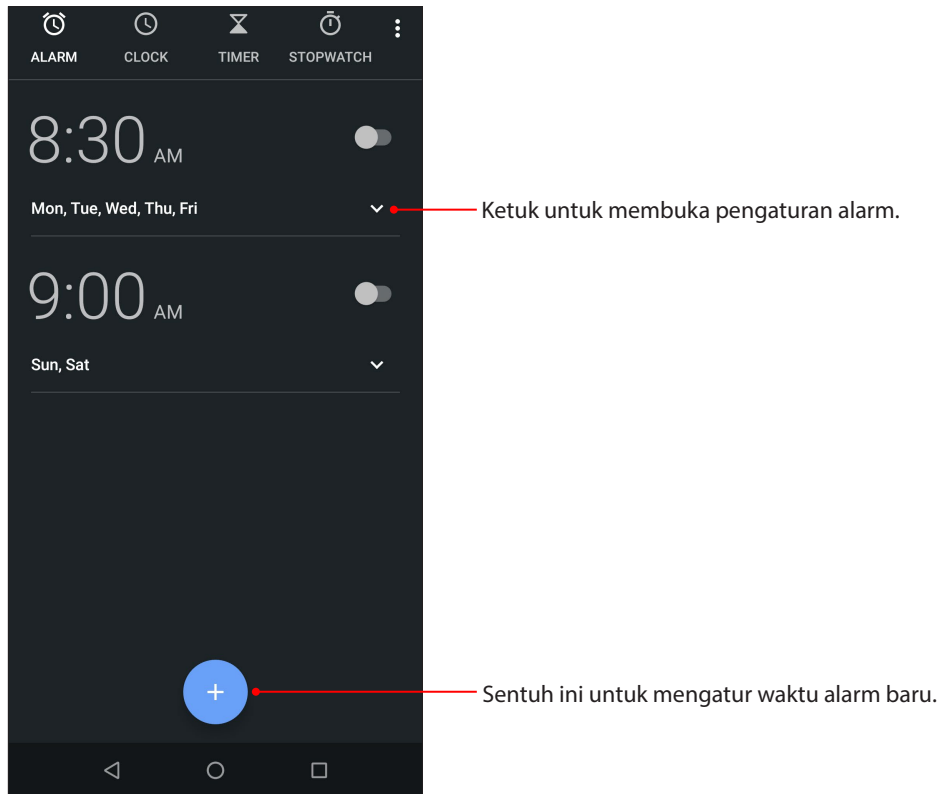 ALARM CLOCK TIMER STOPWATCH
8:30 AM
Mon, Tue, Wed, Thu, Fri
Ketuk untuk membuka pengaturan alarm.
9:00 AM
Sun, Sat
Sentuh ini untuk mengatur waktu alarm baru.